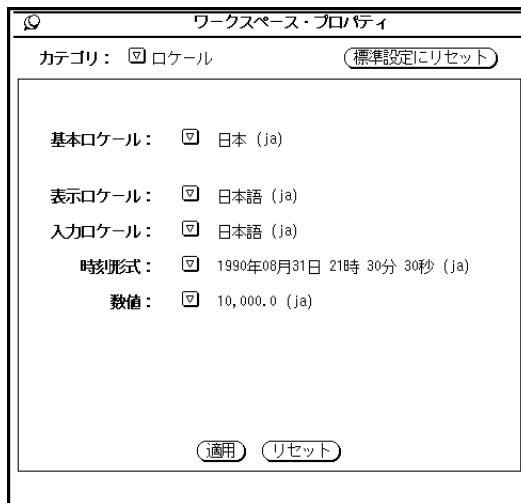 ワークスペース・プロパティ
カテゴリ： ロケール 標準設定にリセット
基本ロケール： 日本 (ja)
表示ロケール： 日本語 (ja)
入力ロケール： 日本語 (ja)
時刻形式： 1990年08月31日 21時 30分 30秒 (ja)
数値： 10,000.0 (ja)
適用 リセット